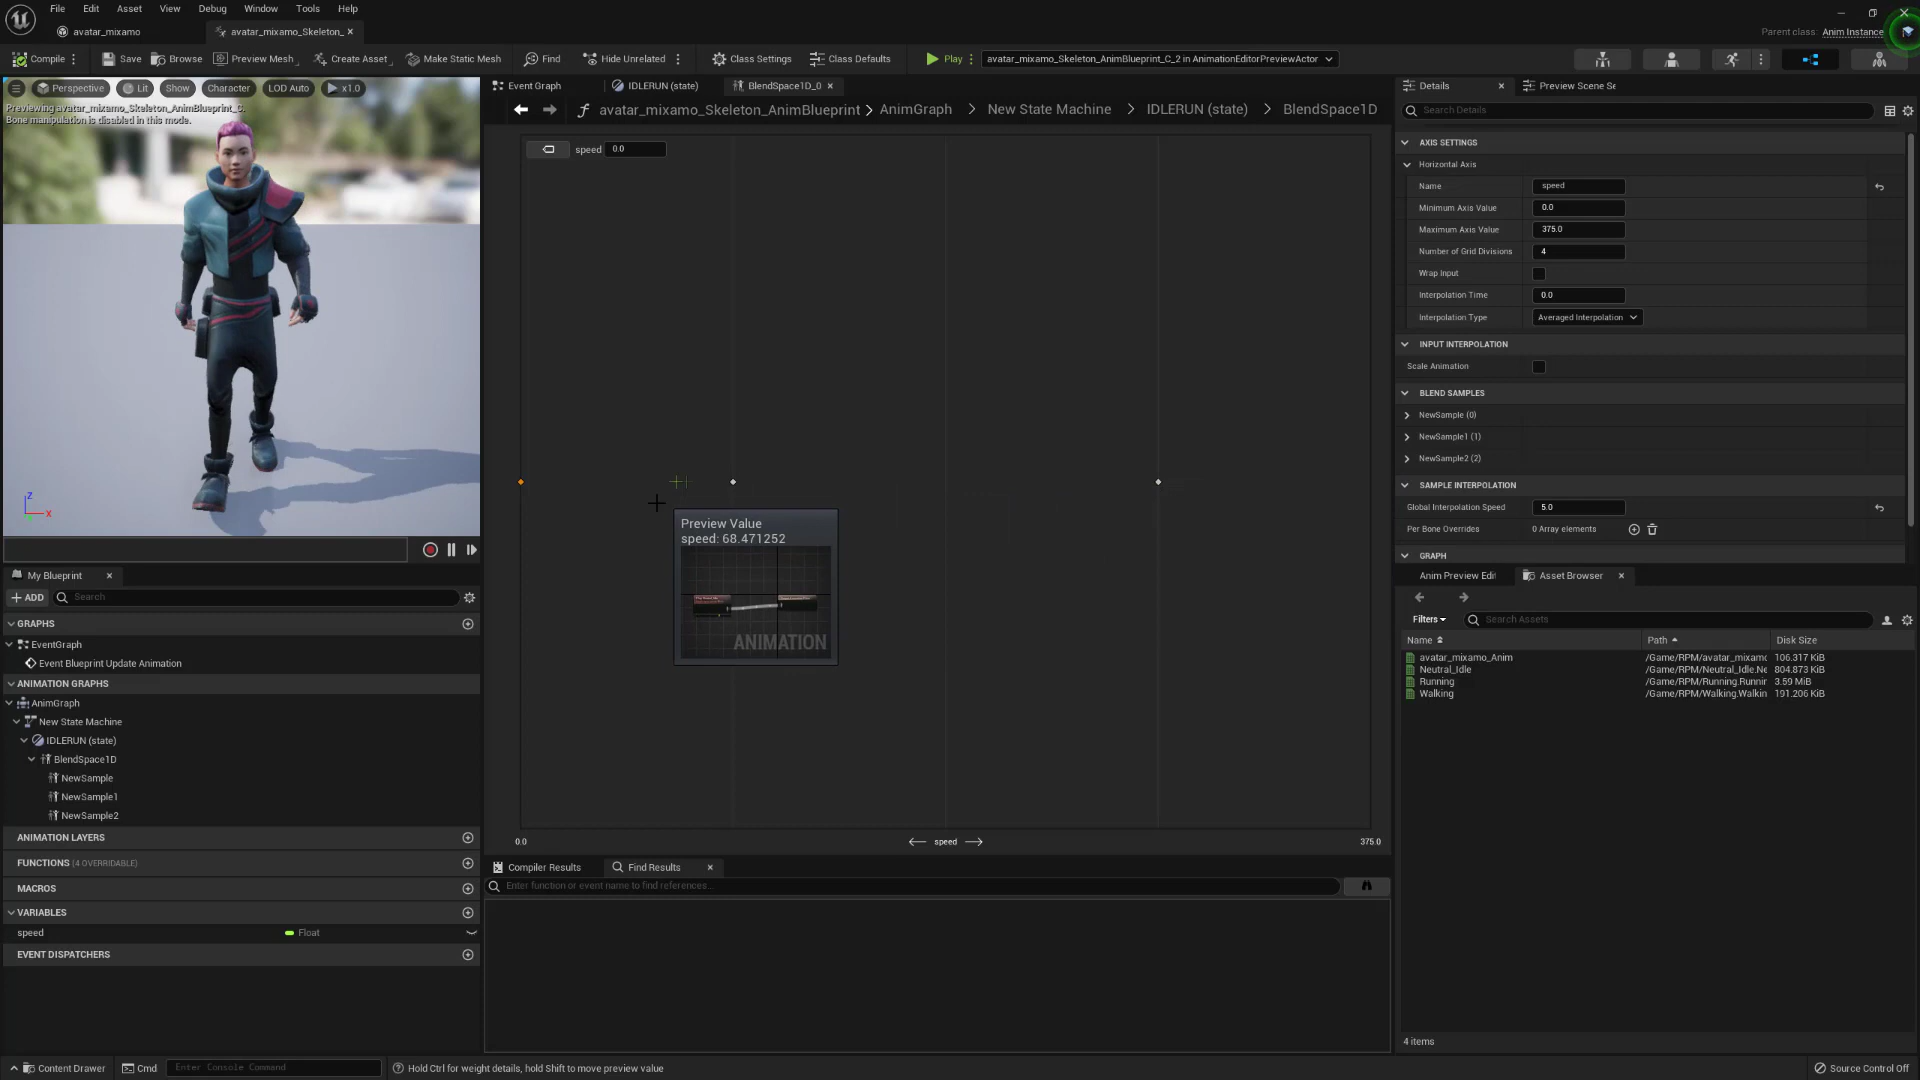 File Edit Asset View Debug Window Tools Help
avatar_mixamo avatar_mixamo_Skeleton_
Parent class: Anim Instance
Compile Save Browse Preview Mesh Create Asset Make Static Mesh Find Hide Unrelated Class Settings Class Defaults Play avatar_mixamo_Skeleton_AnimBlueprint_C_2 in AnimationEditorPreviewActor
Perspective Lit Show Character LOD Auto x1.0
Previewing avatar_mixamo_Skeleton_AnimBlueprint_C.
Bone manipulation is disabled in this mode.
Z
X
Event Graph IDLERUN (state) BlendSpace1D_0
avatar_mixamo_Skeleton_AnimBlueprint > AnimGraph > New State Machine > IDLERUN (state) > BlendSpace1D
speed 0.0
Preview Value
speed: 68.471252
ANIMATION
0.0 speed 375.0
Compiler Results Find Results
Enter function or event name to find references...
My Blueprint
ADD Search
GRAPHS
EventGraph
Event Blueprint Update Animation
ANIMATION GRAPHS
AnimGraph
New State Machine
IDLERUN (state)
BlendSpace1D
NewSample
NewSample1
NewSample2
ANIMATION LAYERS
FUNCTIONS (4 OVERRIDABLE)
MACROS
VARIABLES
speed Float
EVENT DISPATCHERS
Details Preview Scene Se
Search Details
AXIS SETTINGS
Horizontal Axis
Name speed
Minimum Axis Value 0.0
Maximum Axis Value 375.0
Number of Grid Divisions 4
Wrap Input
Interpolation Time 0.0
Interpolation Type Averaged Interpolation
INPUT INTERPOLATION
Scale Animation
BLEND SAMPLES
NewSample (0)
NewSample1 (1)
NewSample2 (2)
SAMPLE INTERPOLATION
Global Interpolation Speed 5.0
Per Bone Overrides 0 Array elements
GRAPH
Anim Preview Edit Asset Browser
Filters Search Assets
Name Path Disk Size
avatar_mixamo_Anim /Game/RPM/avatar_mixamo 106.317 KiB
Neutral_Idle /Game/RPM/Neutral_Idle.Ne 804.873 KiB
Running /Game/RPM/Running.Runnin 3.59 MiB
Walking /Game/RPM/Walking.Walkin 191.206 KiB
4 items
Content Drawer Cmd Enter Console Command Hold Ctrl for weight details, hold Shift to move preview value Source Control Off